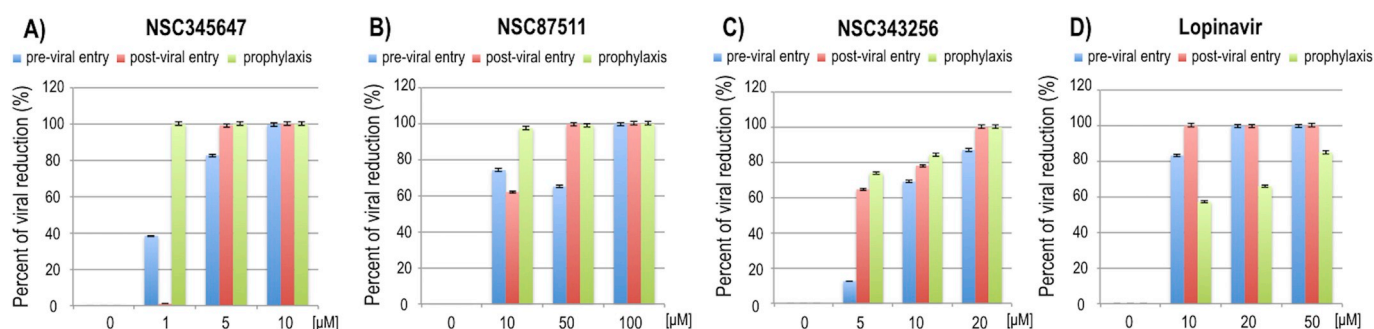 A) NSC345647
pre-viral entry post-viral entry prophylaxis
Percent of viral reduction (%)
120
100
80
60
40
20
0
0 1 5 10 [µM]
B) NSC87511
pre-viral entry post-viral entry prophylaxis
Percent of viral reduction (%)
120
100
80
60
40
20
0
0 10 50 100 [µM]
C) NSC343256
pre-viral entry post-viral entry prophylaxis
Percent of viral reduction (%)
120
100
80
60
40
20
0
0 5 10 20 [µM]
D) Lopinavir
pre-viral entry post-viral entry prophylaxis
Percent of viral reduction (%)
120
100
80
60
40
20
0
0 10 20 50 [µM]